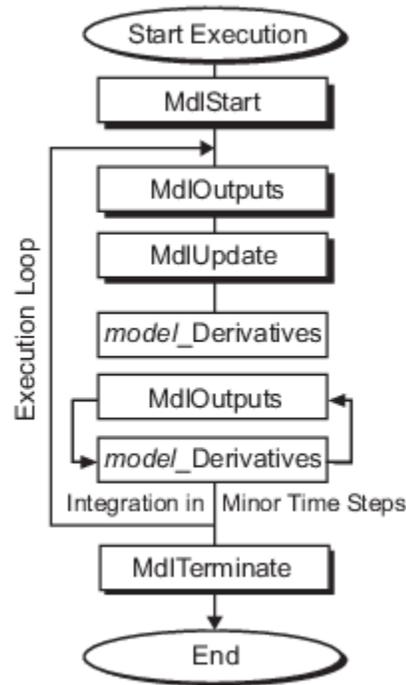 Start Execution
MdlStart
MdlOutputs
MdlUpdate
model_Derivatives
MdlOutputs
model_Derivatives
Integration in Minor Time Steps
Execution Loop
MdlTerminate
End